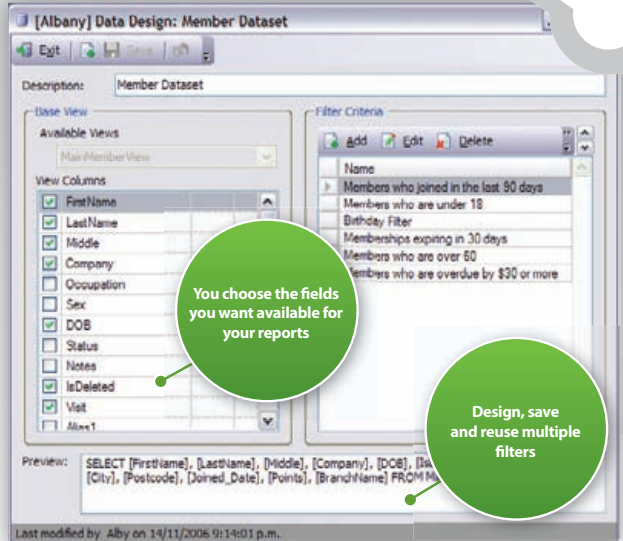 [Albany] Data Design: Member Dataset
Exit Save
Description: Member Dataset
Base View
Available Views
MainMemberView
View Columns
FirstName
LastName
Middle
Company
Occupation
Sex
DOB
Status
Notes
IsDeleted
Visit
Alias1
Filter Criteria
Add Edit Delete
Name
Members who joined in the last 90 days
Members who are under 18
Birthday Filter
Memberships expiring in 30 days
Members who are over 60
Members who are overdue by $30 or more
You choose the fields
you want available for
your reports
Design, save
and reuse multiple
filters
Preview: SELECT [FirstName], [LastName], [Middle], [Company], [DOB],
[City], [Postcode], [Joined_Date], [Points], [BranchName] FROM
Last modified by Alby on 14/11/2006 9:14:01 p.m.